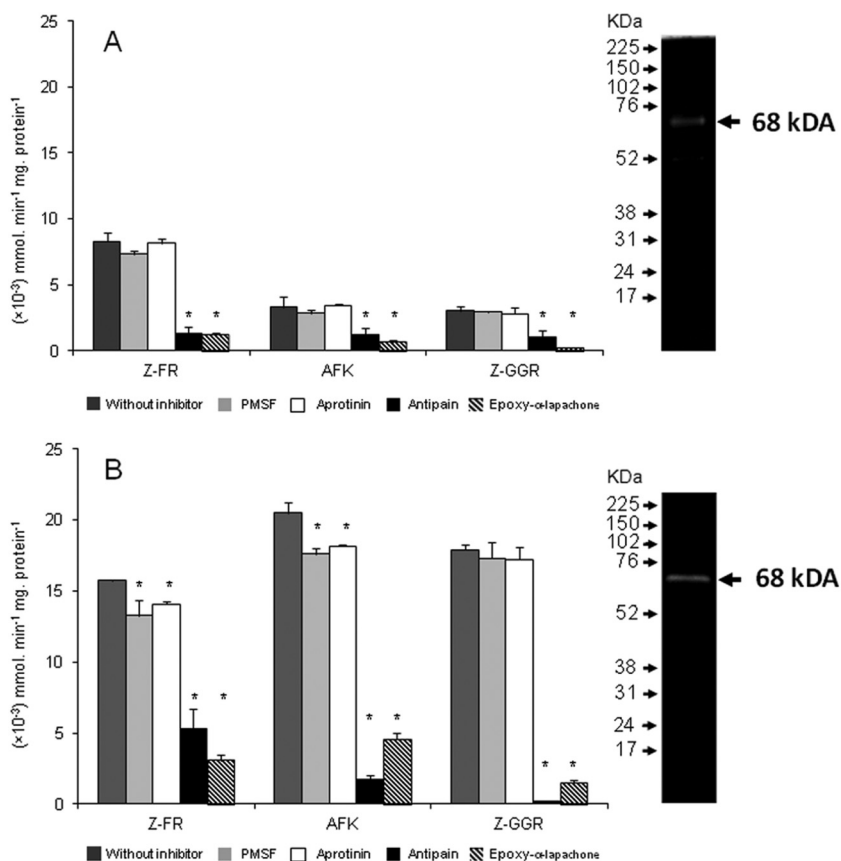 A
KDa
225
150
102
76
68 kDA
52
38
31
24
17
25
20
15
10
5
0
(×10⁻³) mmol. min⁻¹ mg. protein⁻¹
* * * * * *
Z-FR AFK Z-GGR
Without inhibitor PMSF Aprotinin Antipain Epoxy-α-lapachone
B
KDa
225
150
102
76
68 kDA
52
38
31
24
17
25
20
15
10
5
0
(×10⁻³) mmol. min⁻¹ mg. protein⁻¹
* * * * * * * * * *
Z-FR AFK Z-GGR
Without inhibitor PMSF Aprotinin Antipain Epoxy-α-lapachone